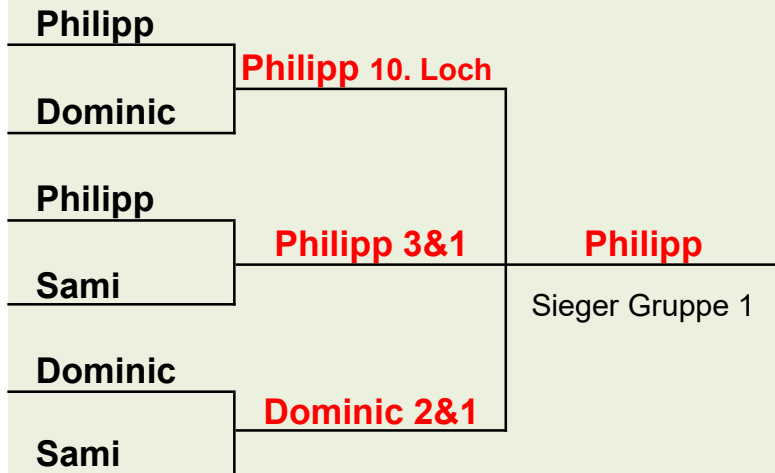 Philipp
Philipp 10. Loch
Dominic
Philipp
Philipp 3&1
Philipp
Sami
Sieger Gruppe 1
Dominic
Dominic 2&1
Sami